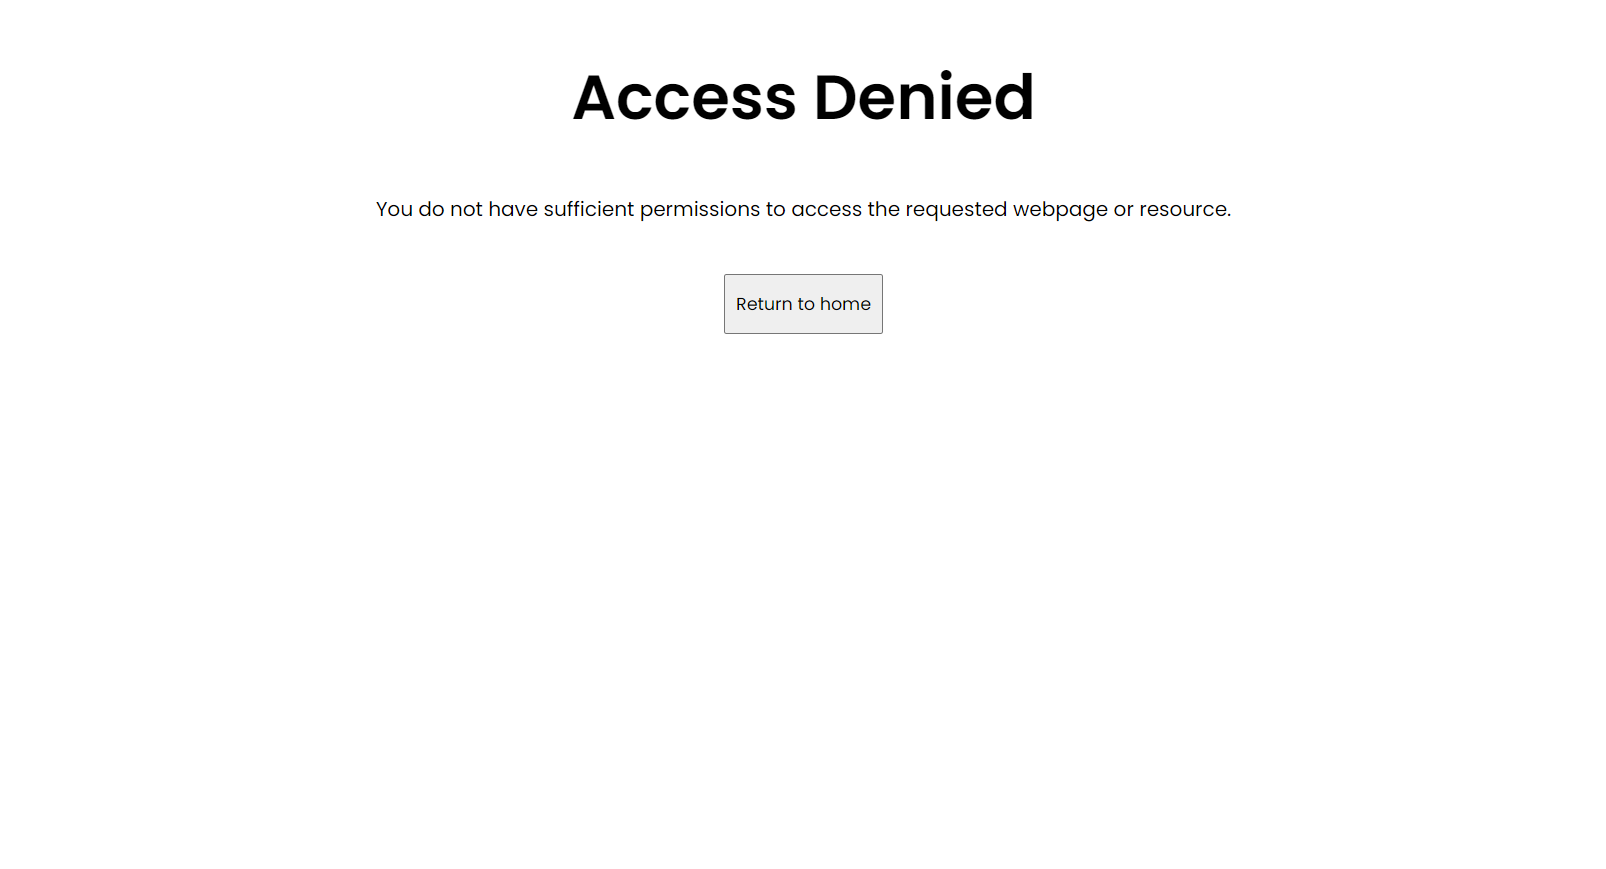 Access Denied
You do not have sufficient permissions to access the requested webpage or resource.
Return to home